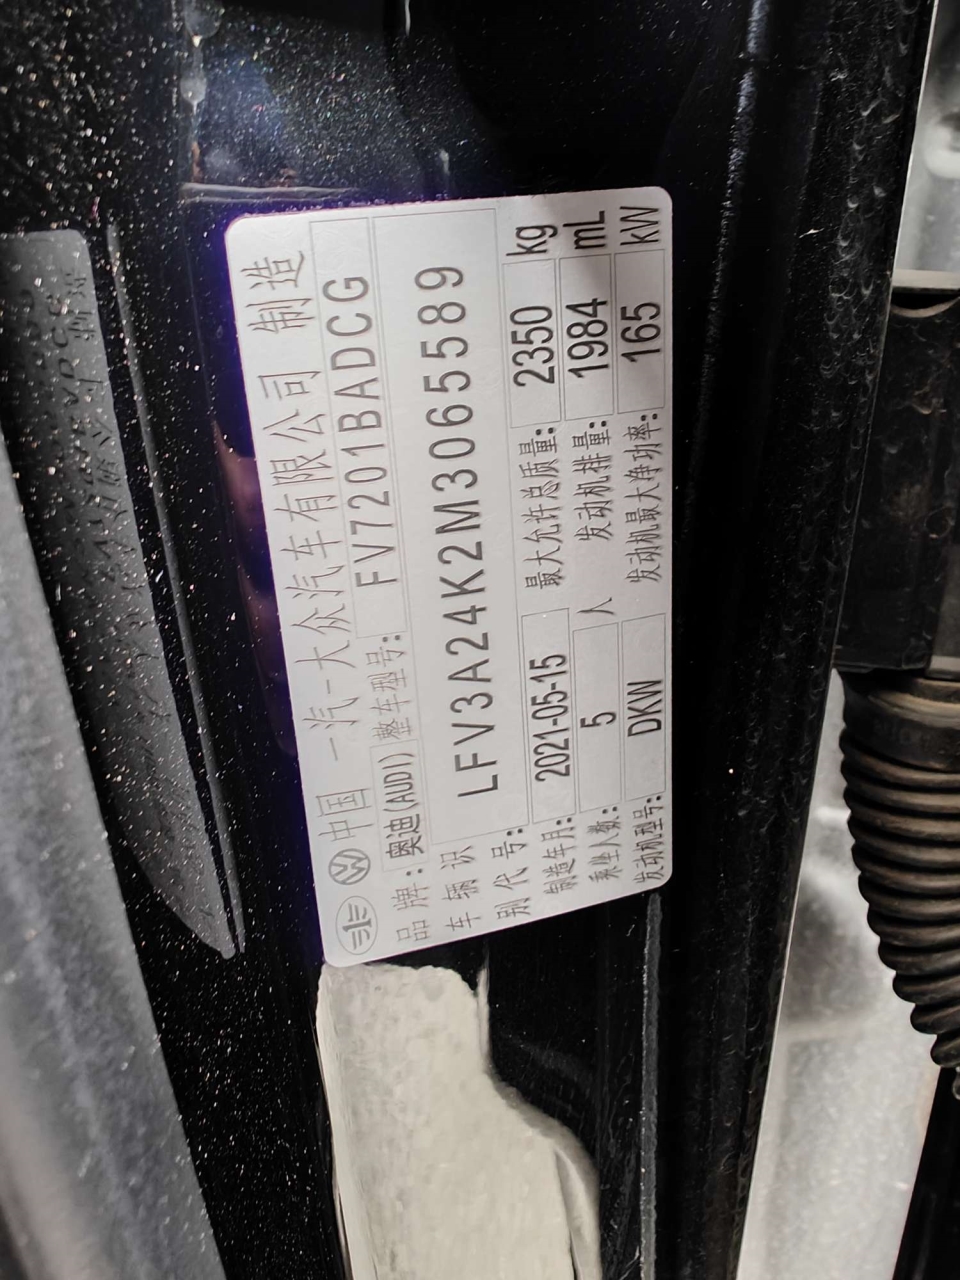 中国 一汽-大众汽车有限公司 制造
品牌: 奥迪(AUDI) 整车型号: FV7201BADCG
车辆识别代号: LFV3A24K2M3065589
制造年月: 2021-05-15 最大允许总质量: 2350 kg
乘坐人数: 5 人 发动机排量: 1984 mL
发动机型号: DKW 发动机最大净功率: 165 kW